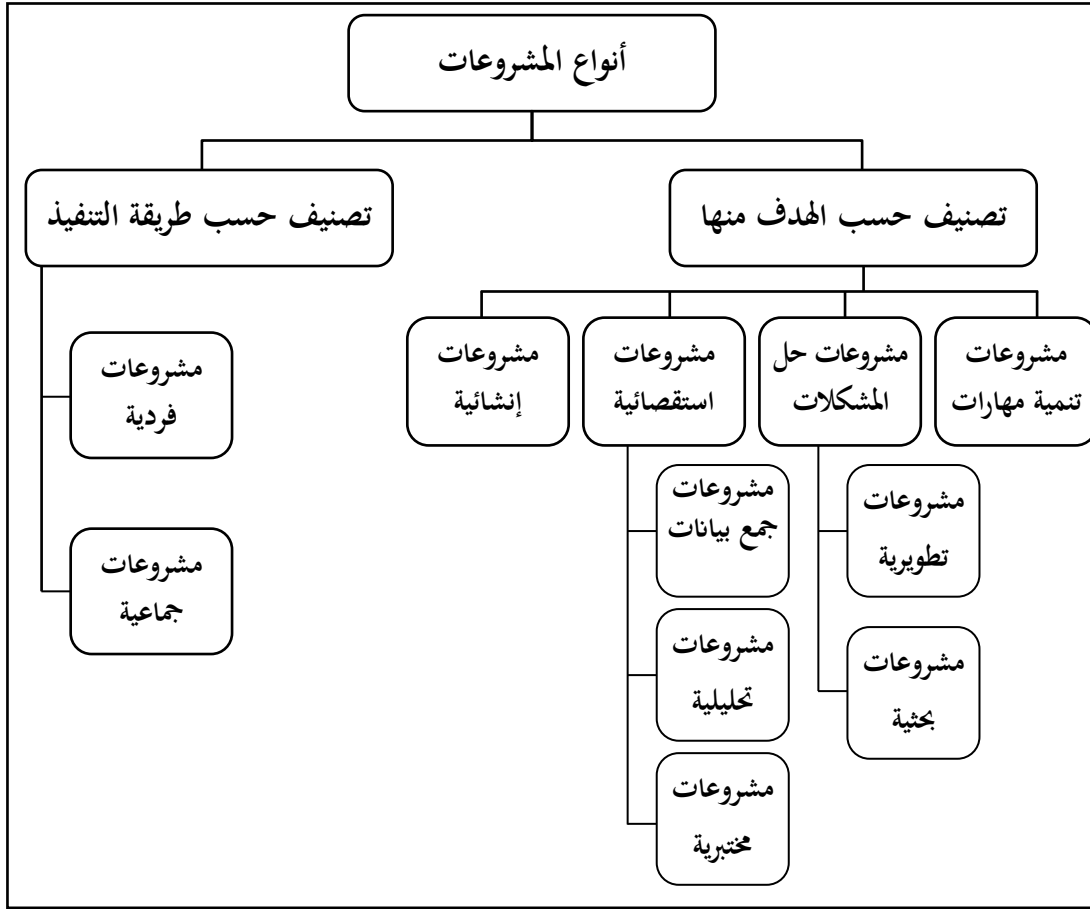 أنواع المشروعات
تصنيف حسب الهدف منها
تصنيف حسب طريقة التنفيذ
مشروعات
تنمية مهارات
مشروعات حل
المشكلات
مشروعات
استقصائية
مشروعات
إنشائية
مشروعات
تطويرية
مشروعات
بحثية
مشروعات
جمع بيانات
مشروعات
تحليلية
مشروعات
مختبرية
مشروعات
فردية
مشروعات
جماعية